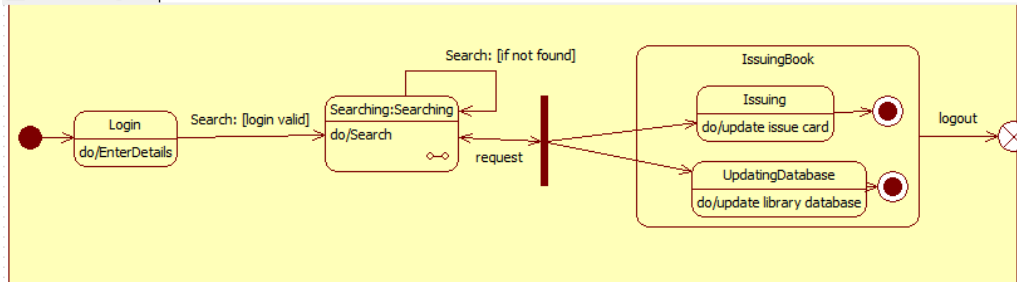 Search: [if not found]
IssuingBook
Login
do/EnterDetails
Search: [login valid]
Searching:Searching
do/Search
request
Issuing
do/update issue card
UpdatingDatabase
do/update library database
logout